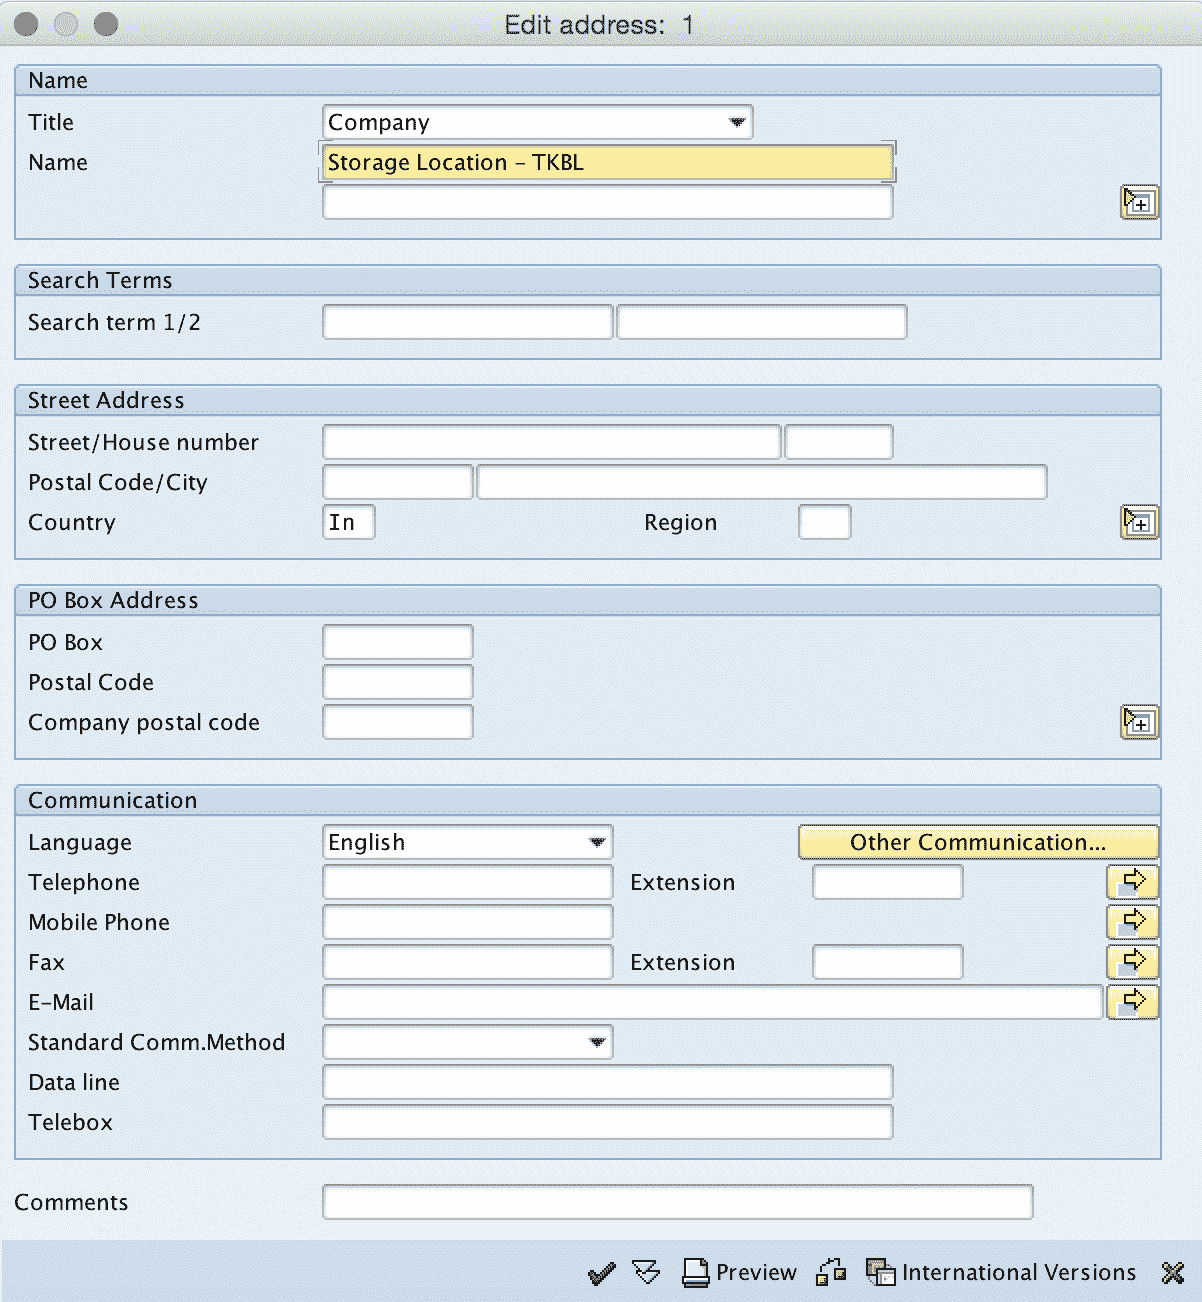 Edit address: 1
Name
Title Company
Name Storage Location - TKBL
Search Terms
Search term 1/2
Street Address
Street/House number
Postal Code/City
Country In Region
PO Box Address
PO Box
Postal Code
Company postal code
Communication
Language English Other Communication...
Telephone Extension
Mobile Phone
Fax Extension
E-Mail
Standard Comm.Method
Data line
Telebox
Comments
Preview International Versions